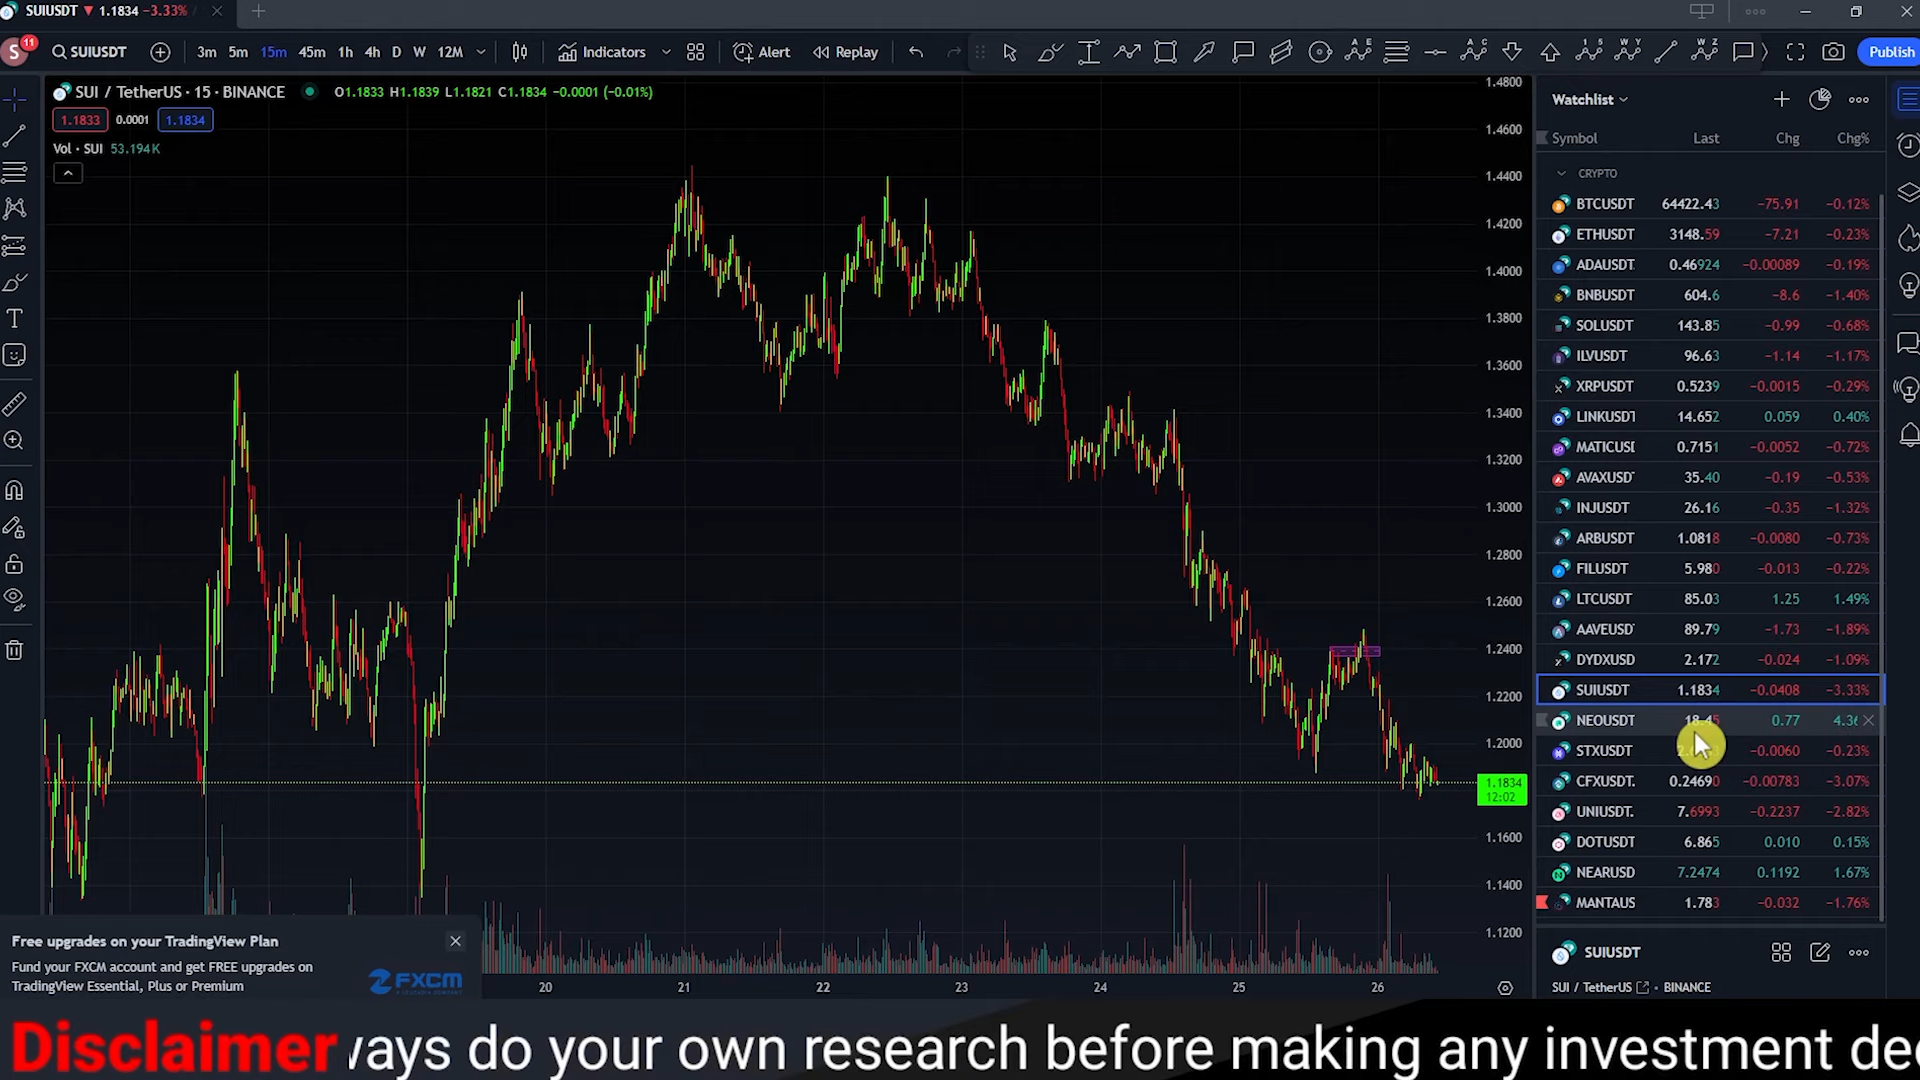 SUIUSDT ▼ 1.1834 -3.33%
S 11 SUIUSDT 3m 5m 15m 45m 1h 4h D W 12M Indicators Alert Replay Publish
SUI / TetherUS · 15 · BINANCE O1.1833 H1.1839 L1.1821 C1.1834 -0.0001 (-0.01%)
1.1833 0.0001 1.1834
Vol · SUI 53.194K
1.4800
1.4600
1.4400
1.4200
1.4000
1.3800
1.3600
1.3400
1.3200
1.3000
1.2800
1.2600
1.2400
1.2200
1.2000
1.1834
12:02
1.1600
1.1400
1.1200
20 21 22 23 24 25 26
Watchlist
Symbol Last Chg Chg%
CRYPTO
BTCUSDT 64422.43 -75.91 -0.12%
ETHUSDT 3148.59 -7.21 -0.23%
ADAUSDT 0.46924 -0.00089 -0.19%
BNBUSDT 604.6 -8.6 -1.40%
SOLUSDT 143.85 -0.99 -0.68%
ILVUSDT 96.63 -1.14 -1.17%
XRPUSDT 0.5239 -0.0015 -0.29%
LINKUSDT 14.652 0.059 0.40%
MATICUSI 0.7151 -0.0052 -0.72%
AVAXUSDT 35.40 -0.19 -0.53%
INJUSDT 26.16 -0.35 -1.32%
ARBUSDT 1.0818 -0.0080 -0.73%
FILUSDT 5.980 -0.013 -0.22%
LTCUSDT 85.03 1.25 1.49%
AAVEUSD 89.79 -1.73 -1.89%
DYDXUSD 2.172 -0.024 -1.09%
SUIUSDT 1.1834 -0.0408 -3.33%
NEOUSDT 18.45 0.77 4.36
STXUSDT -0.0060 -0.23%
CFXUSDT. 0.24690 -0.00783 -3.07%
UNIUSDT. 7.6993 -0.2237 -2.82%
DOTUSDT 6.865 0.010 0.15%
NEARUSD 7.2474 0.1192 1.67%
MANTAUS 1.783 -0.032 -1.76%
SUIUSDT
SUI / TetherUS · BINANCE
Free upgrades on your TradingView Plan
Fund your FXCM account and get FREE upgrades on
TradingView Essential, Plus or Premium
FXCM
Disclaimer ways do your own research before making any investment dec